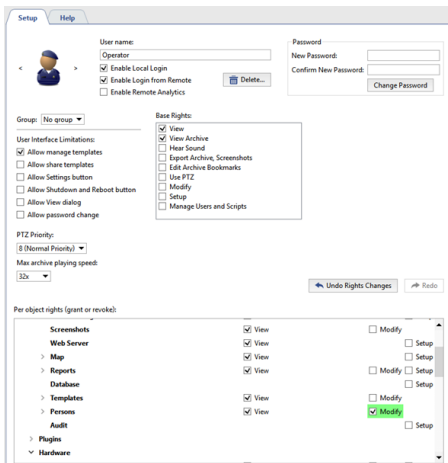 Setup Help
User name:
Operator
Enable Local Login
Enable Login from Remote
Enable Remote Analytics
Delete...
Password
New Password:
Confirm New Password:
Change Password
Group: No group
User Interface Limitations:
Allow manage templates
Allow share templates
Allow Settings button
Allow Shutdown and Reboot button
Allow View dialog
Allow password change
Base Rights:
View
View Archive
Hear Sound
Export Archive, Screenshots
Edit Archive Bookmarks
Use PTZ
Modify
Setup
Manage Users and Scripts
PTZ Priority:
8 (Normal Priority)
Max archive playing speed:
32x
Undo Rights Changes Redo
Per object rights (grant or revoke):
Screenshots View Modify
Web Server View Setup
Map View Setup
Reports View Modify Setup
Database Setup
Templates View Modify
Persons View Modify
Audit Setup
Plugins
Hardware